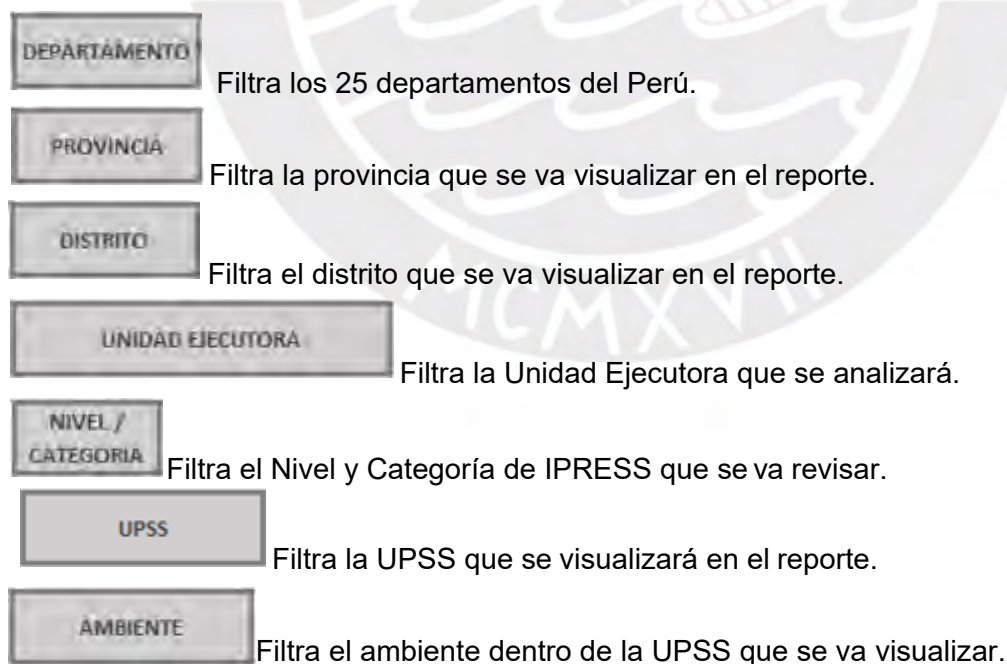 DEPARTAMENTO
Filtra los 25 departamentos del Perú.
PROVINCIA
Filtra la provincia que se va visualizar en el reporte.
DISTRITO
Filtra el distrito que se va visualizar en el reporte.
UNIDAD EJECUTORA
Filtra la Unidad Ejecutora que se analizará.
NIVEL /
CATEGORIA
Filtra el Nivel y Categoría de IPRESS que se va revisar.
UPSS
Filtra la UPSS que se visualizará en el reporte.
AMBIENTE
Filtra el ambiente dentro de la UPSS que se va visualizar.
MCMXVII